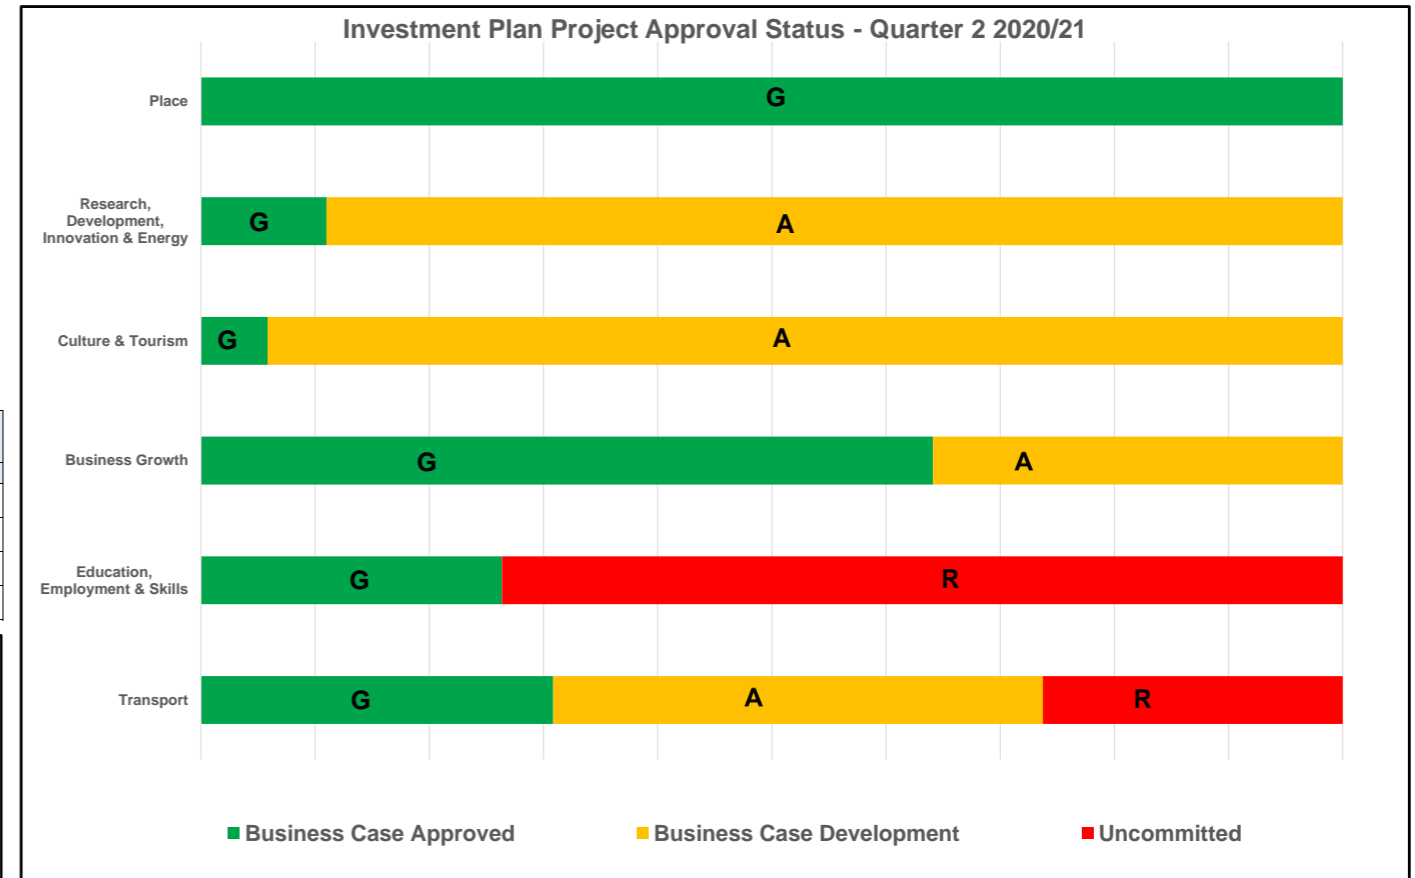 Investment Plan Project Approval Status - Quarter 2 2020/21
Place
G
Research,
Development,
Innovation & Energy
G
A
Culture & Tourism
G
A
Business Growth
G
A
Education,
Employment & Skills
G
R
Transport
G
A
R
Business Case Approved
Business Case Development
Uncommitted